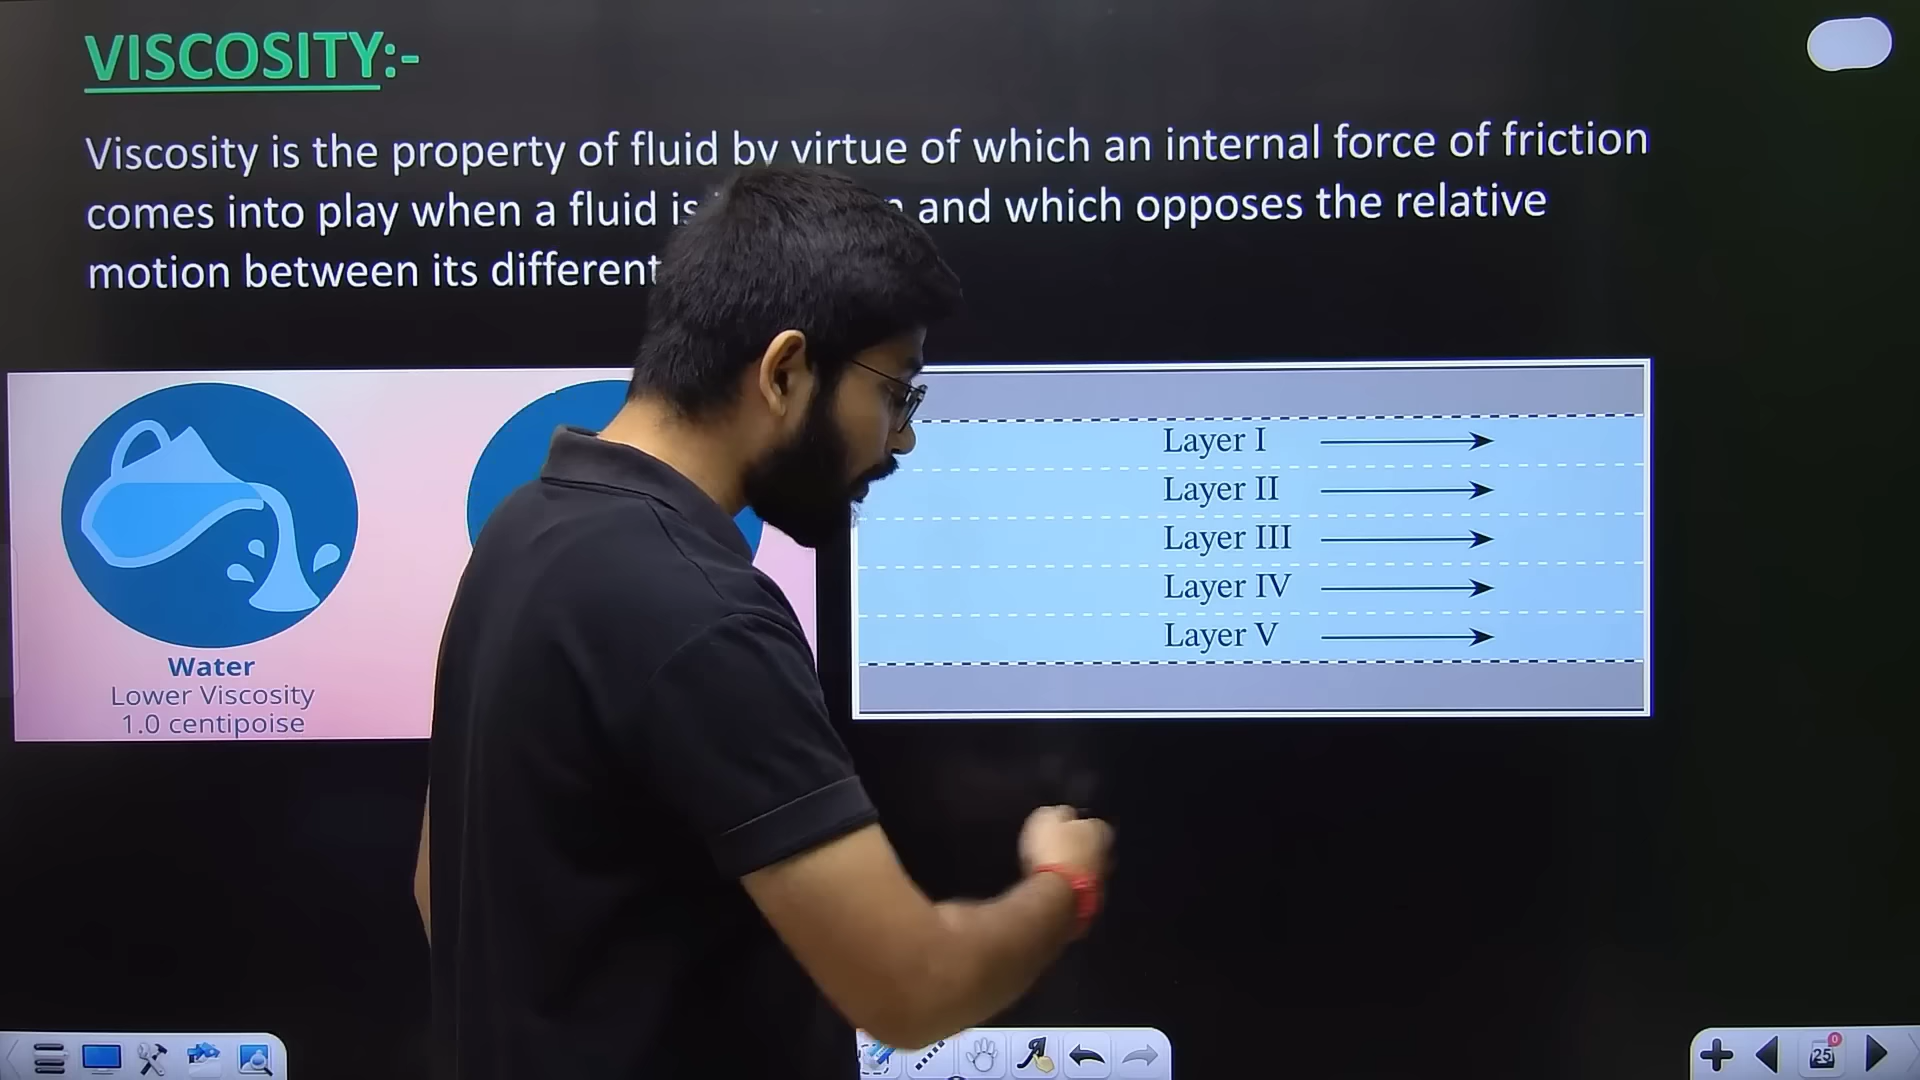 VISCOSITY:-
Viscosity is the property of fluid by virtue of which an internal force of friction
comes into play when a fluid is and which opposes the relative
motion between its different
Layer I
Layer II
Layer III
Layer IV
Layer V
Water
Lower Viscosity
1.0 centipoise
25
0